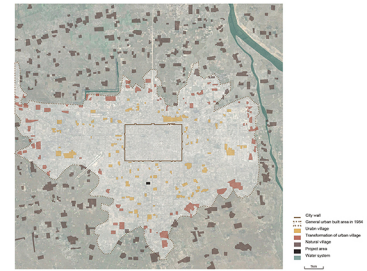 City wall
General urban built area in 1994
Urban village
Transformation of urban village
Natural village
Project area
Water system